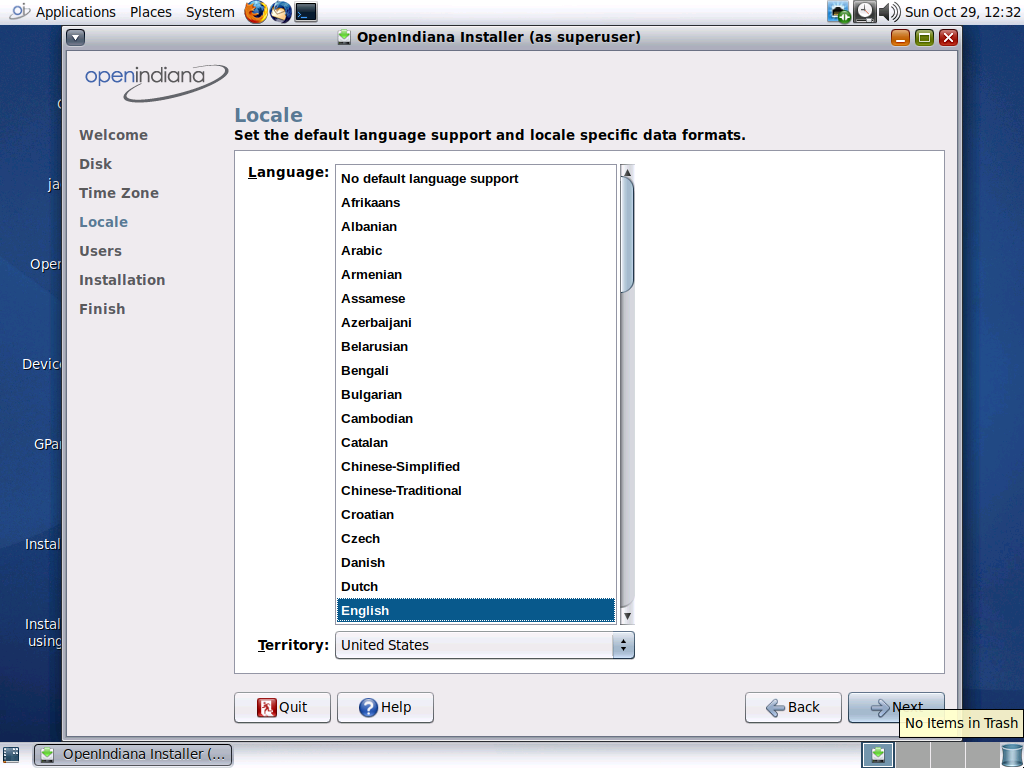 Applications Places System Sun Oct 29, 12:32
OpenIndiana Installer (as superuser)
openindiana
Locale
Set the default language support and locale specific data formats.
Welcome
Disk
Time Zone
Locale
Users
Installation
Finish
Language:
No default language support
Afrikaans
Albanian
Arabic
Armenian
Assamese
Azerbaijani
Belarusian
Bengali
Bulgarian
Cambodian
Catalan
Chinese-Simplified
Chinese-Traditional
Croatian
Czech
Danish
Dutch
English
Territory: United States
ja
Open
Device
GPar
Instal
Instal
using
Quit Help Back Next
No Items in Trash
OpenIndiana Installer (...